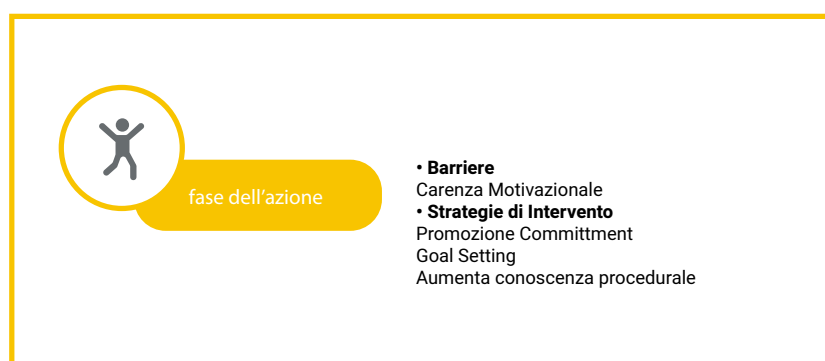 fase dell'azione
• Barriere
Carenza Motivazionale
• Strategie di Intervento
Promozione Committment
Goal Setting
Aumenta conoscenza procedurale